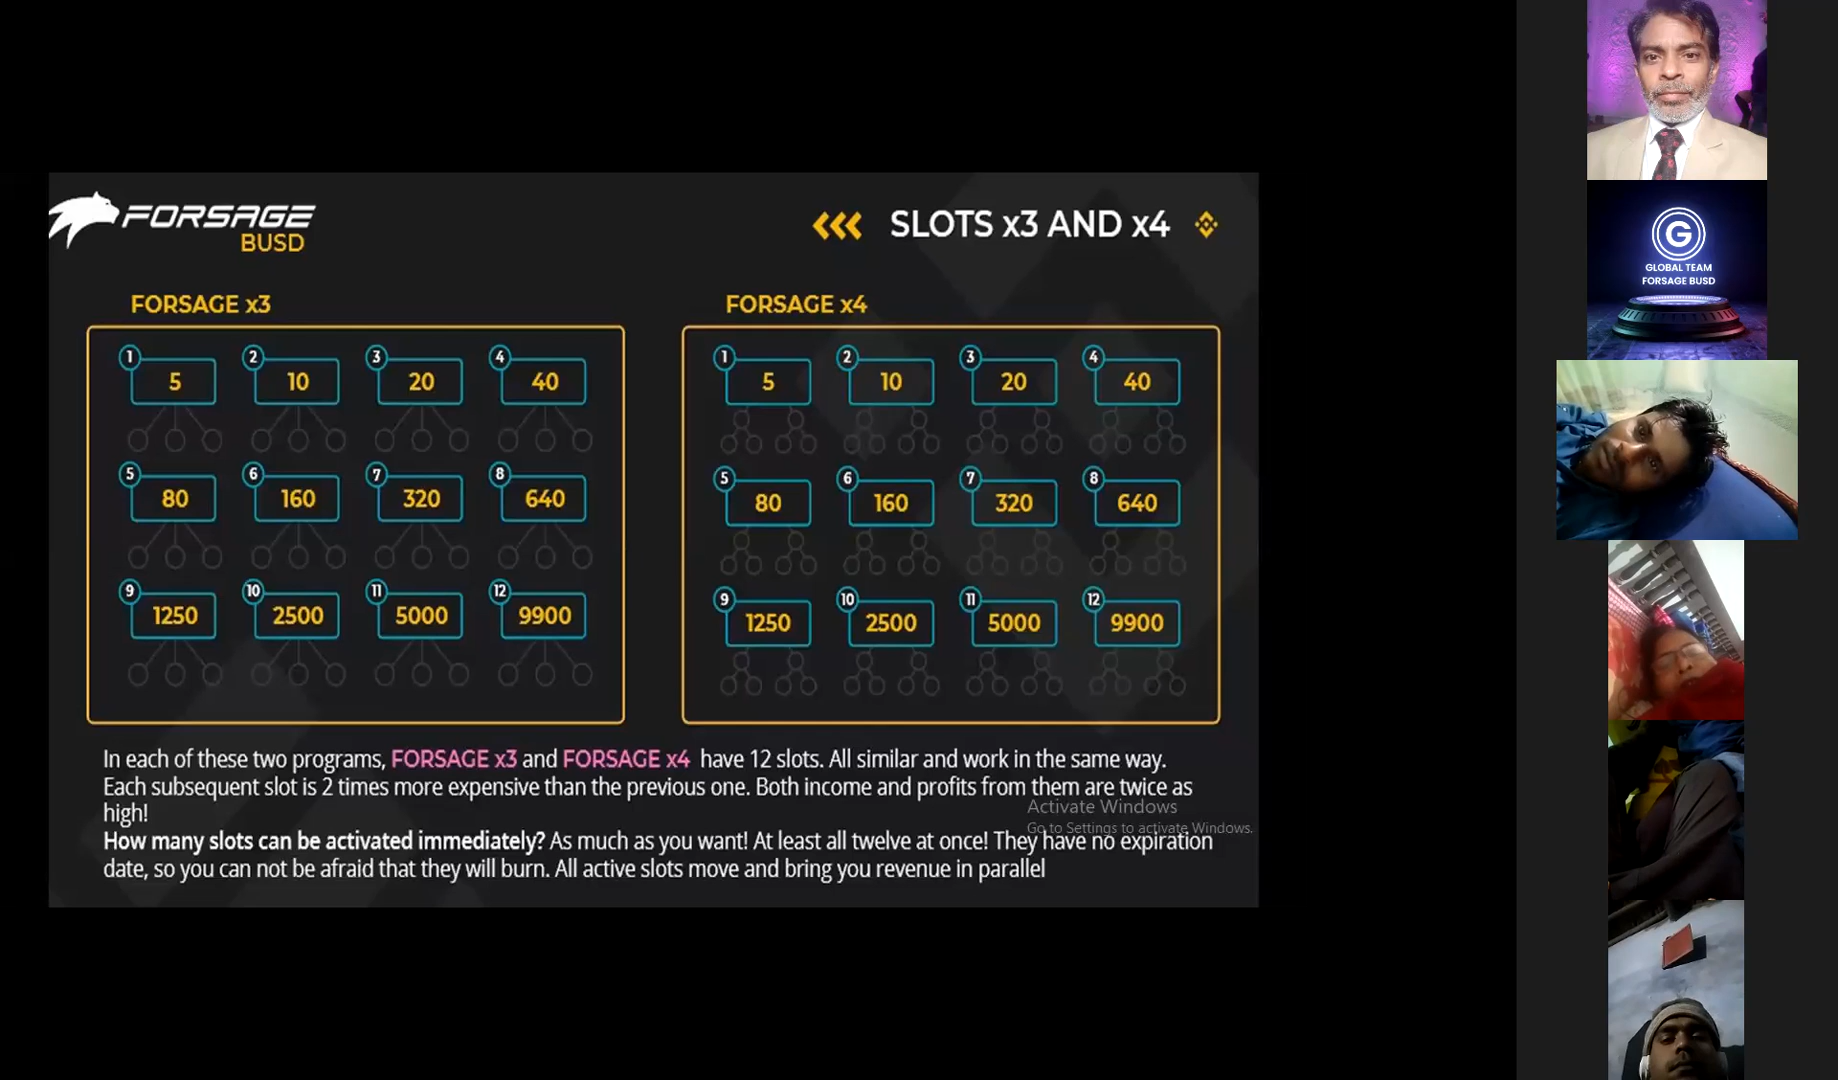 FORSAGE
BUSD
SLOTS x3 AND x4
FORSAGE x3
1 2 3 4
5 10 20 40
5 6 7 8
80 160 320 640
9 10 11 12
1250 2500 5000 9900
FORSAGE x4
1 2 3 4
5 10 20 40
5 6 7 8
80 160 320 640
9 10 11 12
1250 2500 5000 9900
In each of these two programs, FORSAGE x3 and FORSAGE x4 have 12 slots. All similar and work in the same way.
Each subsequent slot is 2 times more expensive than the previous one. Both income and profits from them are twice as
high!
How many slots can be activated immediately? As much as you want! At least all twelve at once! They have no expiration
date, so you can not be afraid that they will burn. All active slots move and bring you revenue in parallel
Activate Windows
Go to Settings to activate Windows.
G
GLOBAL TEAM
FORSAGE BUSD